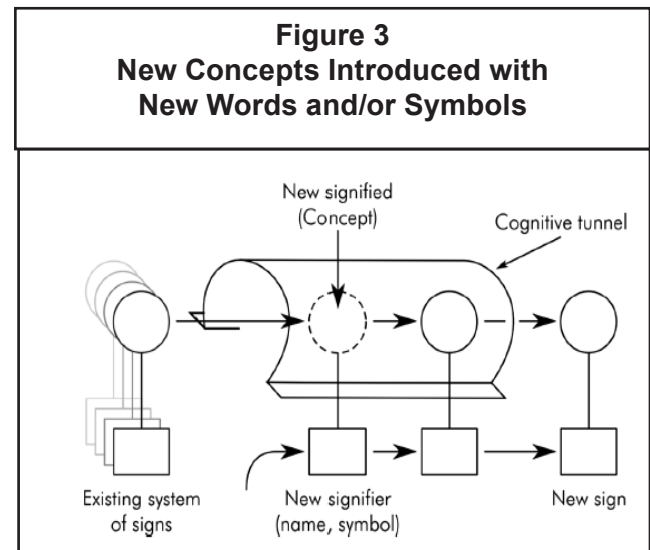 Figure 3
New Concepts Introduced with
New Words and/or Symbols
New signified
(Concept)
Cognitive tunnel
Existing system
of signs
New signifier
(name, symbol)
New sign